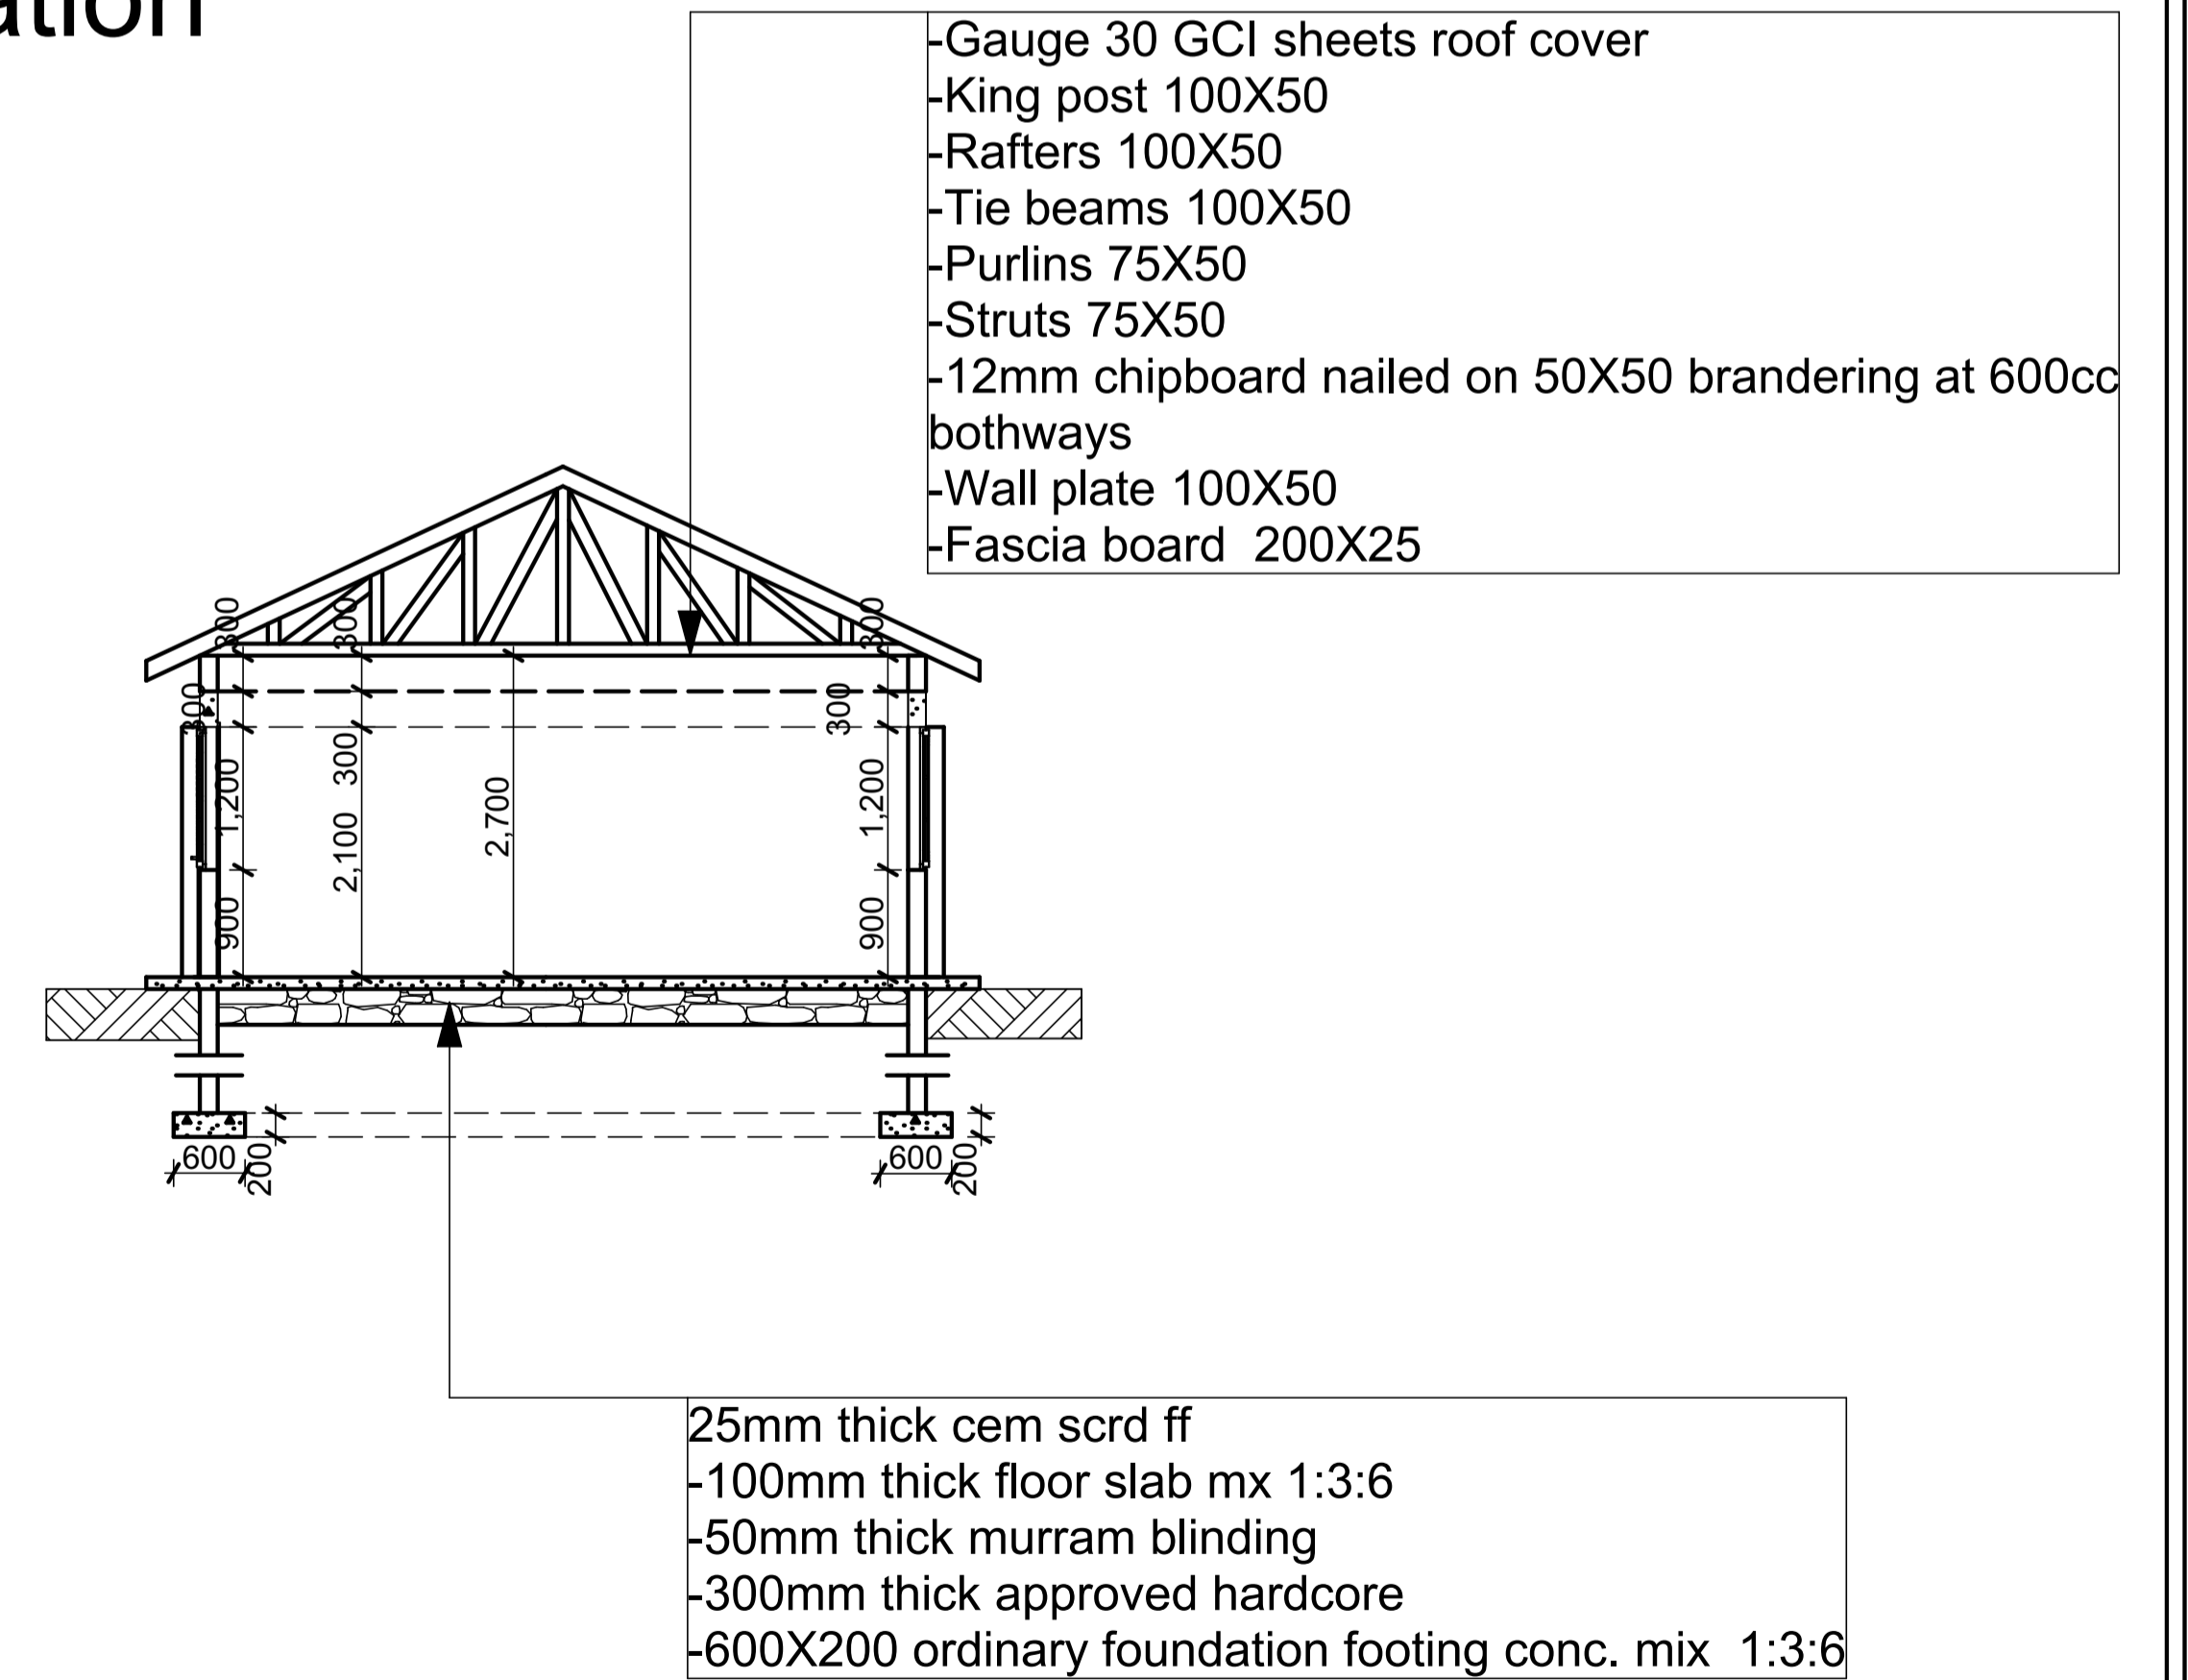 -Gauge 30 GCI sheets roof cover
-King post 100X50
-Rafters 100X50
-Tie beams 100X50
-Purlins 75X50
-Struts 75X50
-12mm chipboard nailed on 50X50 brandering at 600cc
bothways
-Wall plate 100X50
-Fascia board 200X25
300
300
300
300
300
300
1,200
2,100
2,700
1,200
900
900
600
200
600
200
25mm thick cem scrd ff
-100mm thick floor slab mx 1:3:6
-50mm thick murram blinding
-300mm thick approved hardcore
-600X200 ordinary foundation footing conc. mix 1:3:6